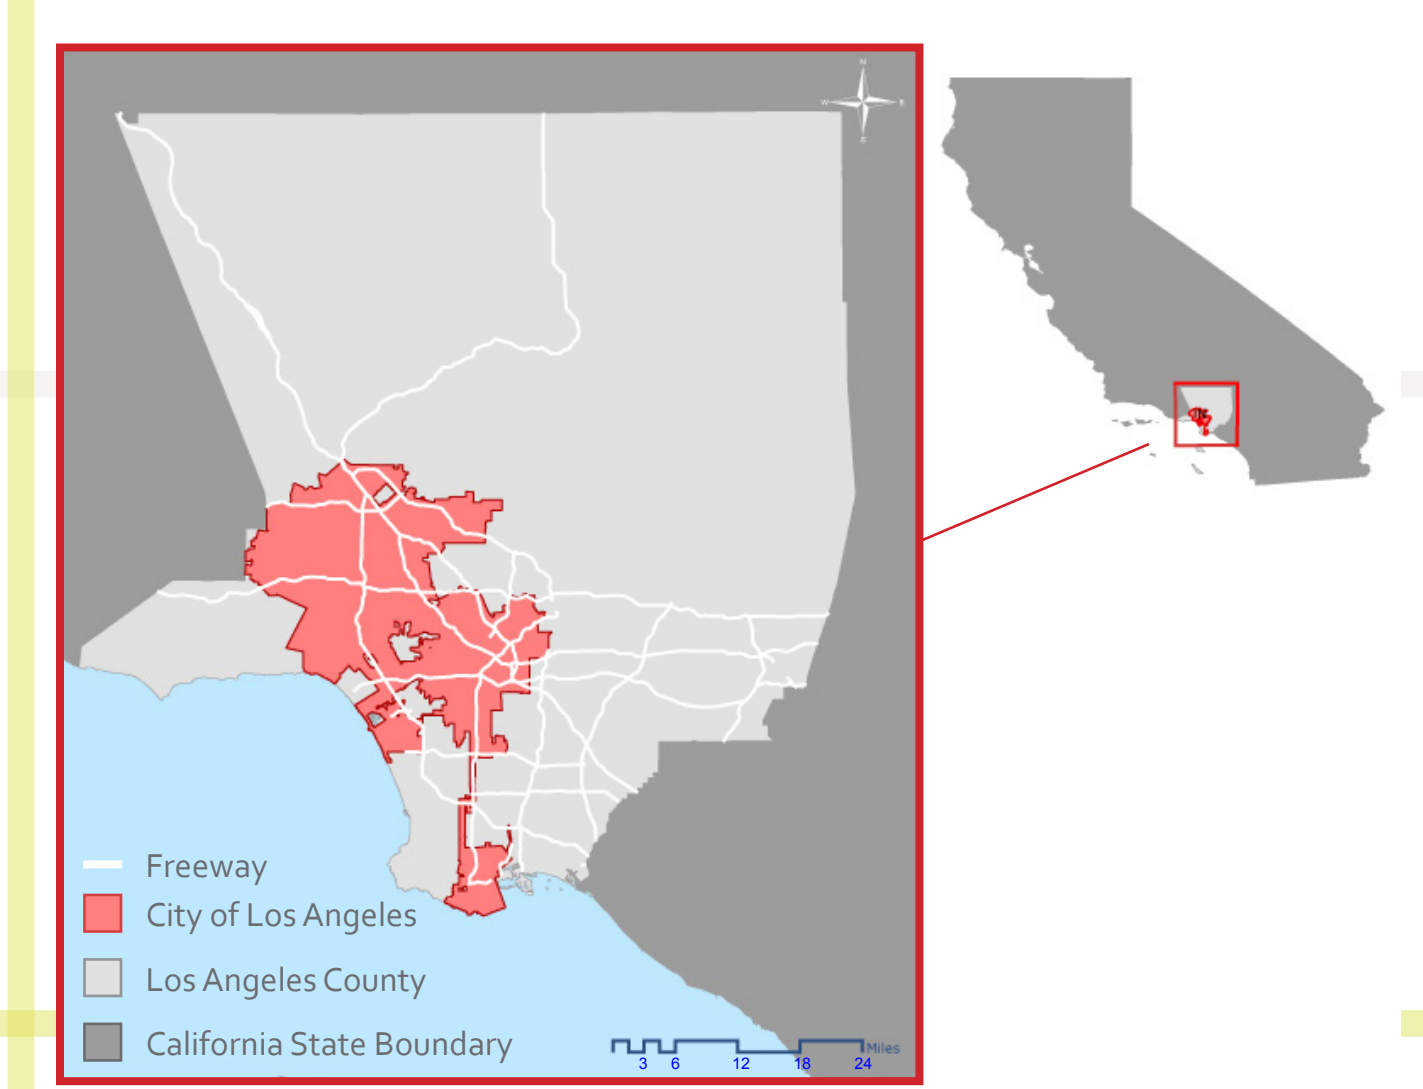 N
W E
S
Freeway
City of Los Angeles
Los Angeles County
California State Boundary
Miles
3 6 12 18 24